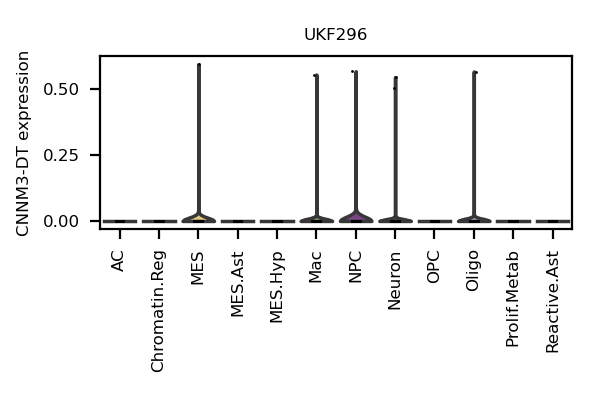 UKF296
CNNM3-DT expression
0.50
0.25
0.00
AC
Chromatin.Reg
MES
MES.Ast
MES.Hyp
Mac
NPC
Neuron
OPC
Oligo
Prolif.Metab
Reactive.Ast